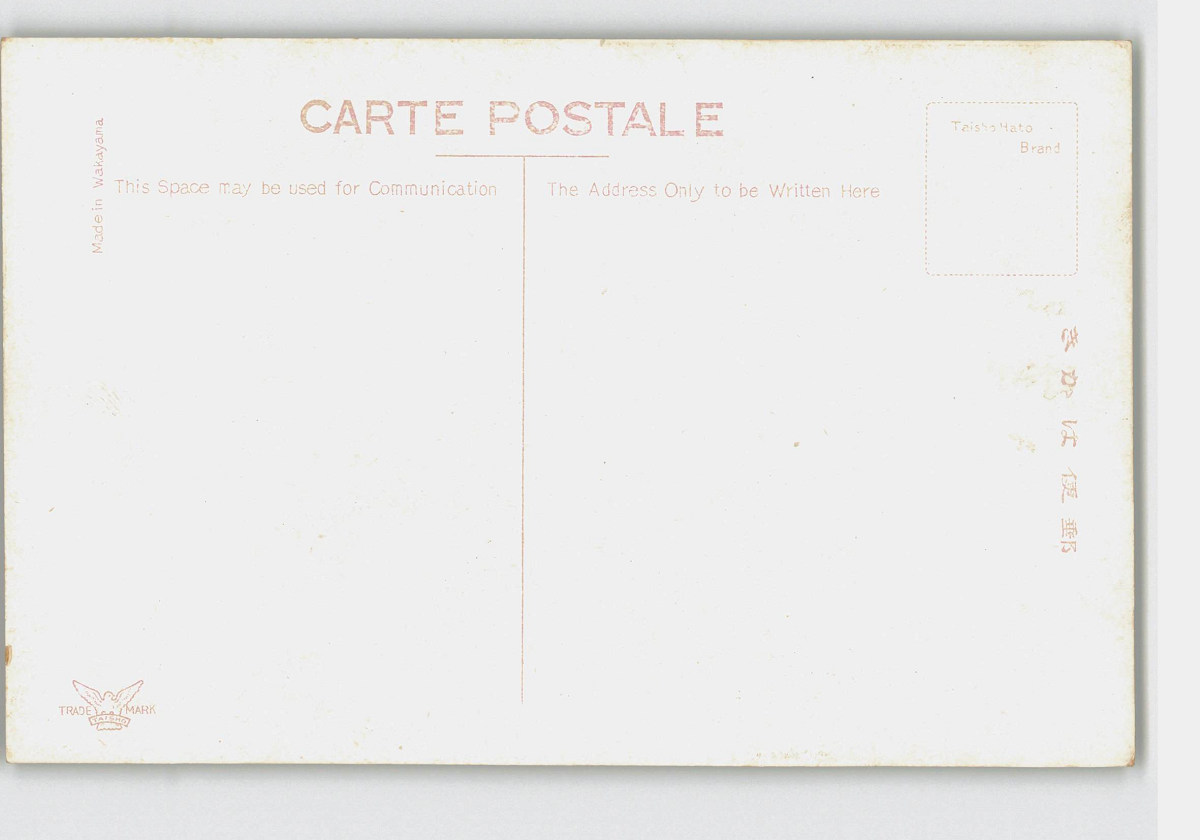 CARTE POSTALE
Made in Wakayama
This Space may be used for Communication
The Address Only to be Written Here
Taisho Hato
Brand
きかは便郵
TRADE MARK
TAISHO